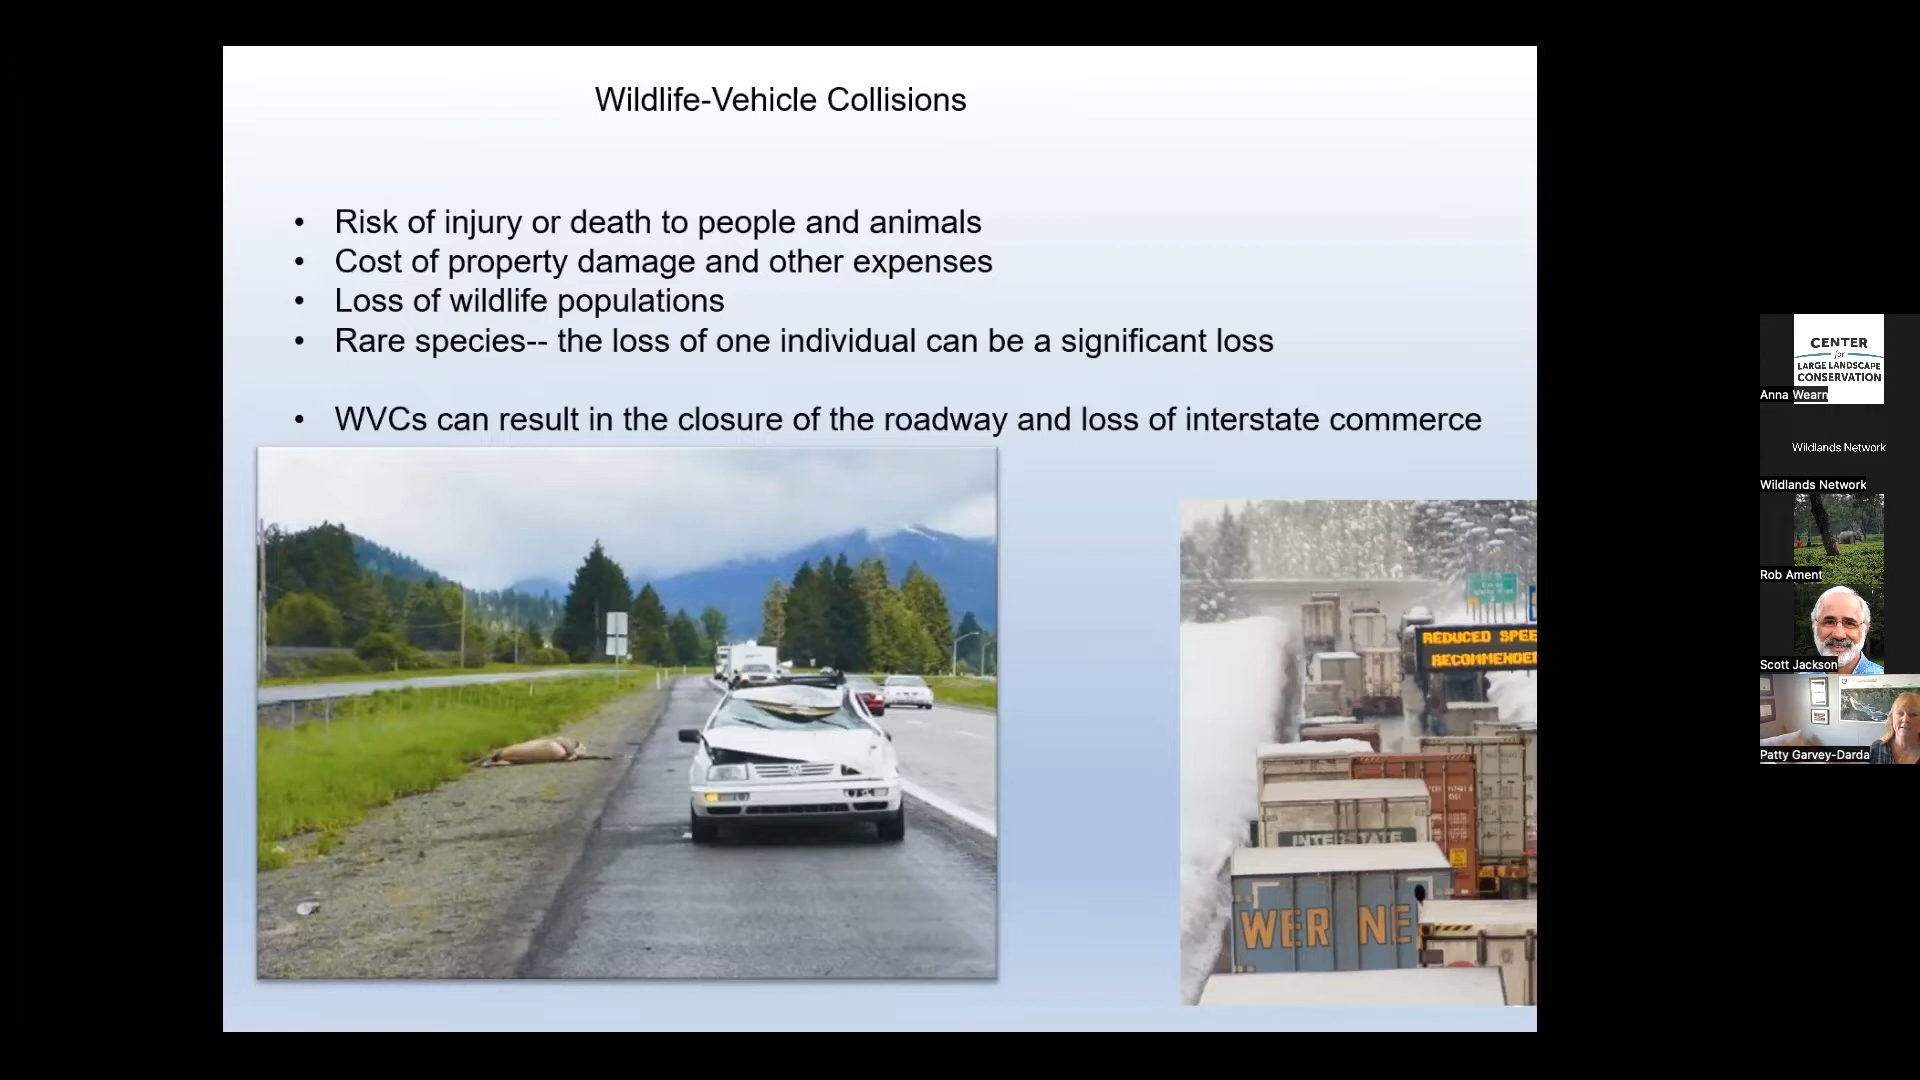 Wildlife-Vehicle Collisions
• Risk of injury or death to people and animals
• Cost of property damage and other expenses
• Loss of wildlife populations
• Rare species-- the loss of one individual can be a significant loss
• WVCs can result in the closure of the roadway and loss of interstate commerce
REDUCED SPEE
RECOMMENDED
INTERSTATE
WERNE
CENTER
for
LARGE LANDSCAPE
CONSERVATION
Anna Wearn
Wildlands Network
Wildlands Network
Rob Ament
Scott Jackson
Patty Garvey-Darda